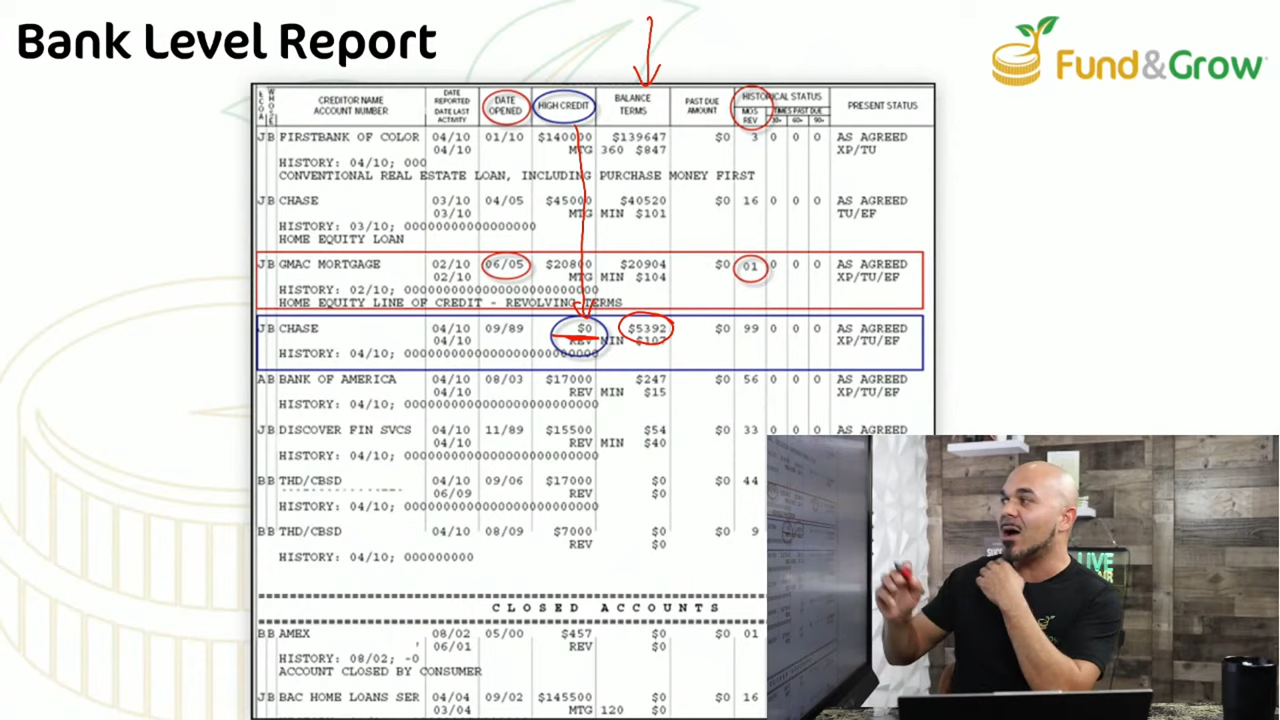 Bank Level Report
Fund&Grow
ECOA WHOSE CREDITOR NAME ACCOUNT NUMBER DATE REPORTED DATE LAST ACTIVITY DATE OPENED HIGH CREDIT BALANCE TERMS PAST DUE AMOUNT HISTORICAL STATUS MOS REV TIMES PAST DUE 30+ 60+ 90+ PRESENT STATUS
JB FIRSTBANK OF COLOR 04/10 01/10 $140000 $139647 $0 3 0 0 0 AS AGREED
04/10 MTG 360 $847 XP/TU
HISTORY: 04/10; 000
CONVENTIONAL REAL ESTATE LOAN, INCLUDING PURCHASE MONEY FIRST
JB CHASE 03/10 04/05 $45000 $40520 $0 16 0 0 0 AS AGREED
03/10 MTG MIN $101 TU/EF
HISTORY: 03/10; 0000000000000000
HOME EQUITY LOAN
JB GMAC MORTGAGE 02/10 06/05 $20800 $20904 $0 01 0 0 0 AS AGREED
02/10 MTG MIN $104 XP/TU/EF
HISTORY: 02/10; 000000000000000000000000
HOME EQUITY LINE OF CREDIT - REVOLVING TERMS
JB CHASE 04/10 09/89 $0 $5392 $0 99 0 0 0 AS AGREED
04/10 REV MIN $107 XP/TU/EF
HISTORY: 04/10; 000000000000000000000000
AB BANK OF AMERICA 04/10 08/03 $17000 $247 $0 56 0 0 0 AS AGREED
04/10 REV MIN $15 XP/TU/EF
HISTORY: 04/10; 000000000000000000000000
JB DISCOVER FIN SVCS 04/10 11/89 $15500 $54 $0 33 0 0 0 AS AGREED
04/10 REV MIN $40
HISTORY: 04/10; 000000000000000000000000
BB THD/CBSD 04/10 09/06 $17000 $0 $0 44
06/09 REV $0
HISTORY: 04/10; 000000000000000000000000
BB THD/CBSD 04/10 08/09 $7000 $0 $0 9
REV $0
HISTORY: 04/10; 00000000
CLOSED ACCOUNTS
BB AMEX 08/02 05/00 $457 $0 $0 01
06/01 REV $0
HISTORY: 08/02; -0
ACCOUNT CLOSED BY CONSUMER
JB BAC HOME LOANS SER 04/04 09/02 $145500 $0 $0 16
03/04 MTG 120 $0
LIVE